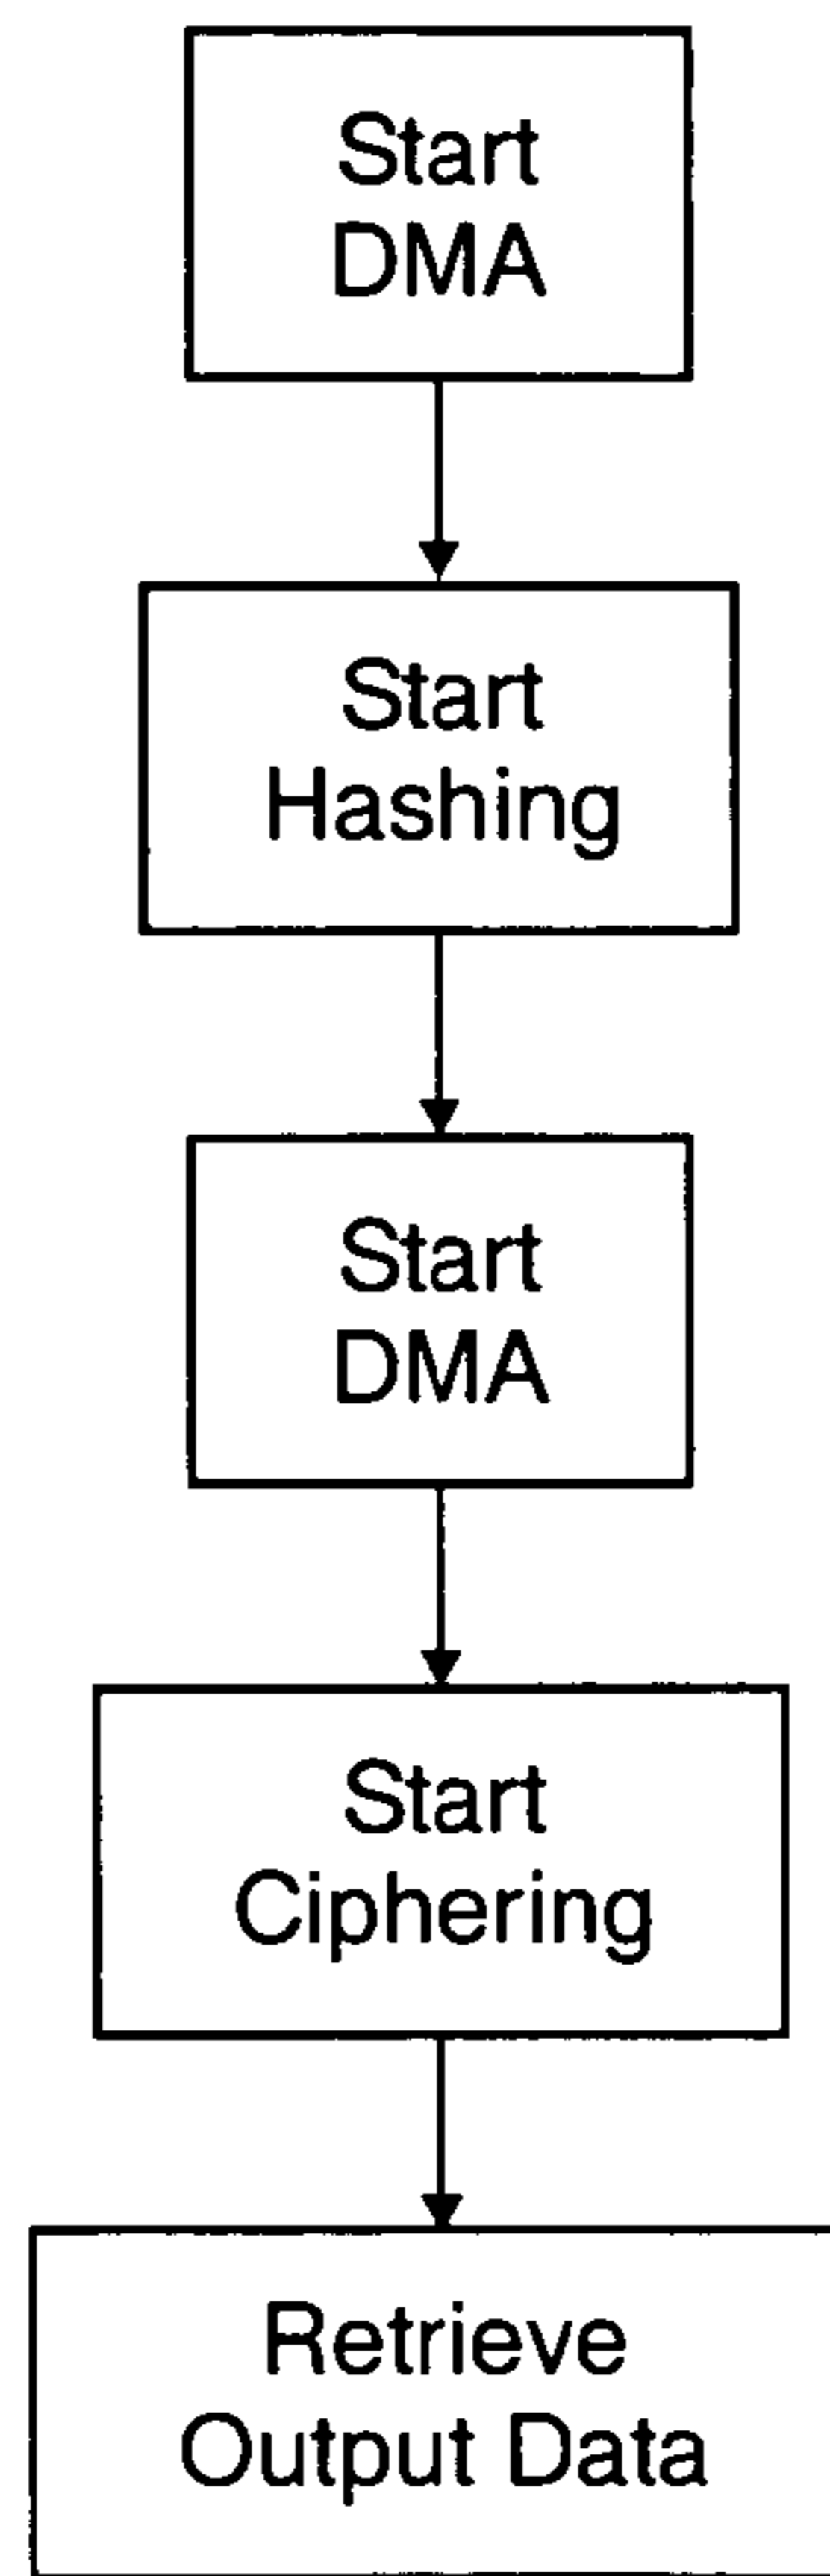 Start
DMA
Start
Hashing
Start
DMA
Start
Ciphering
Retrieve
Output Data